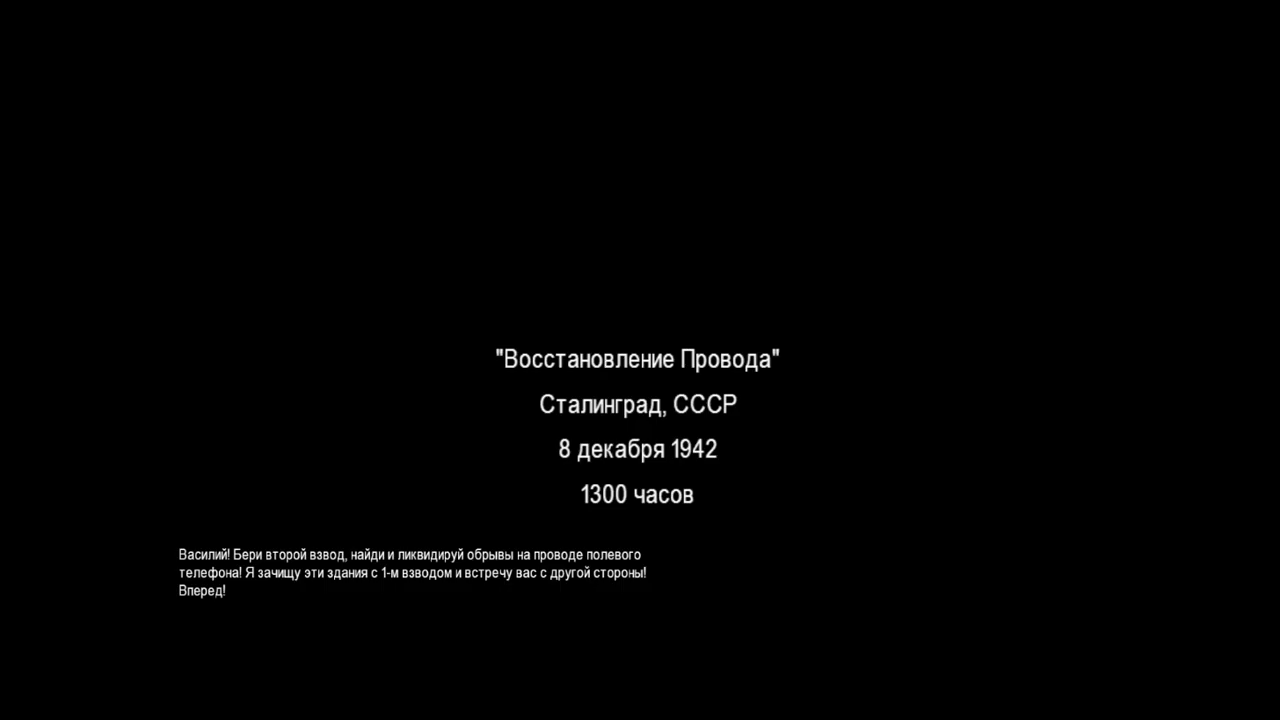 "Восстановление Провода"
Сталинград, СССР
8 декабря 1942
1300 часов
Василий! Бери второй взвод, найди и ликвидируй обрывы на проводе полевого
телефона! Я зачищу эти здания с 1-м взводом и встречу вас с другой стороны!
Вперед!